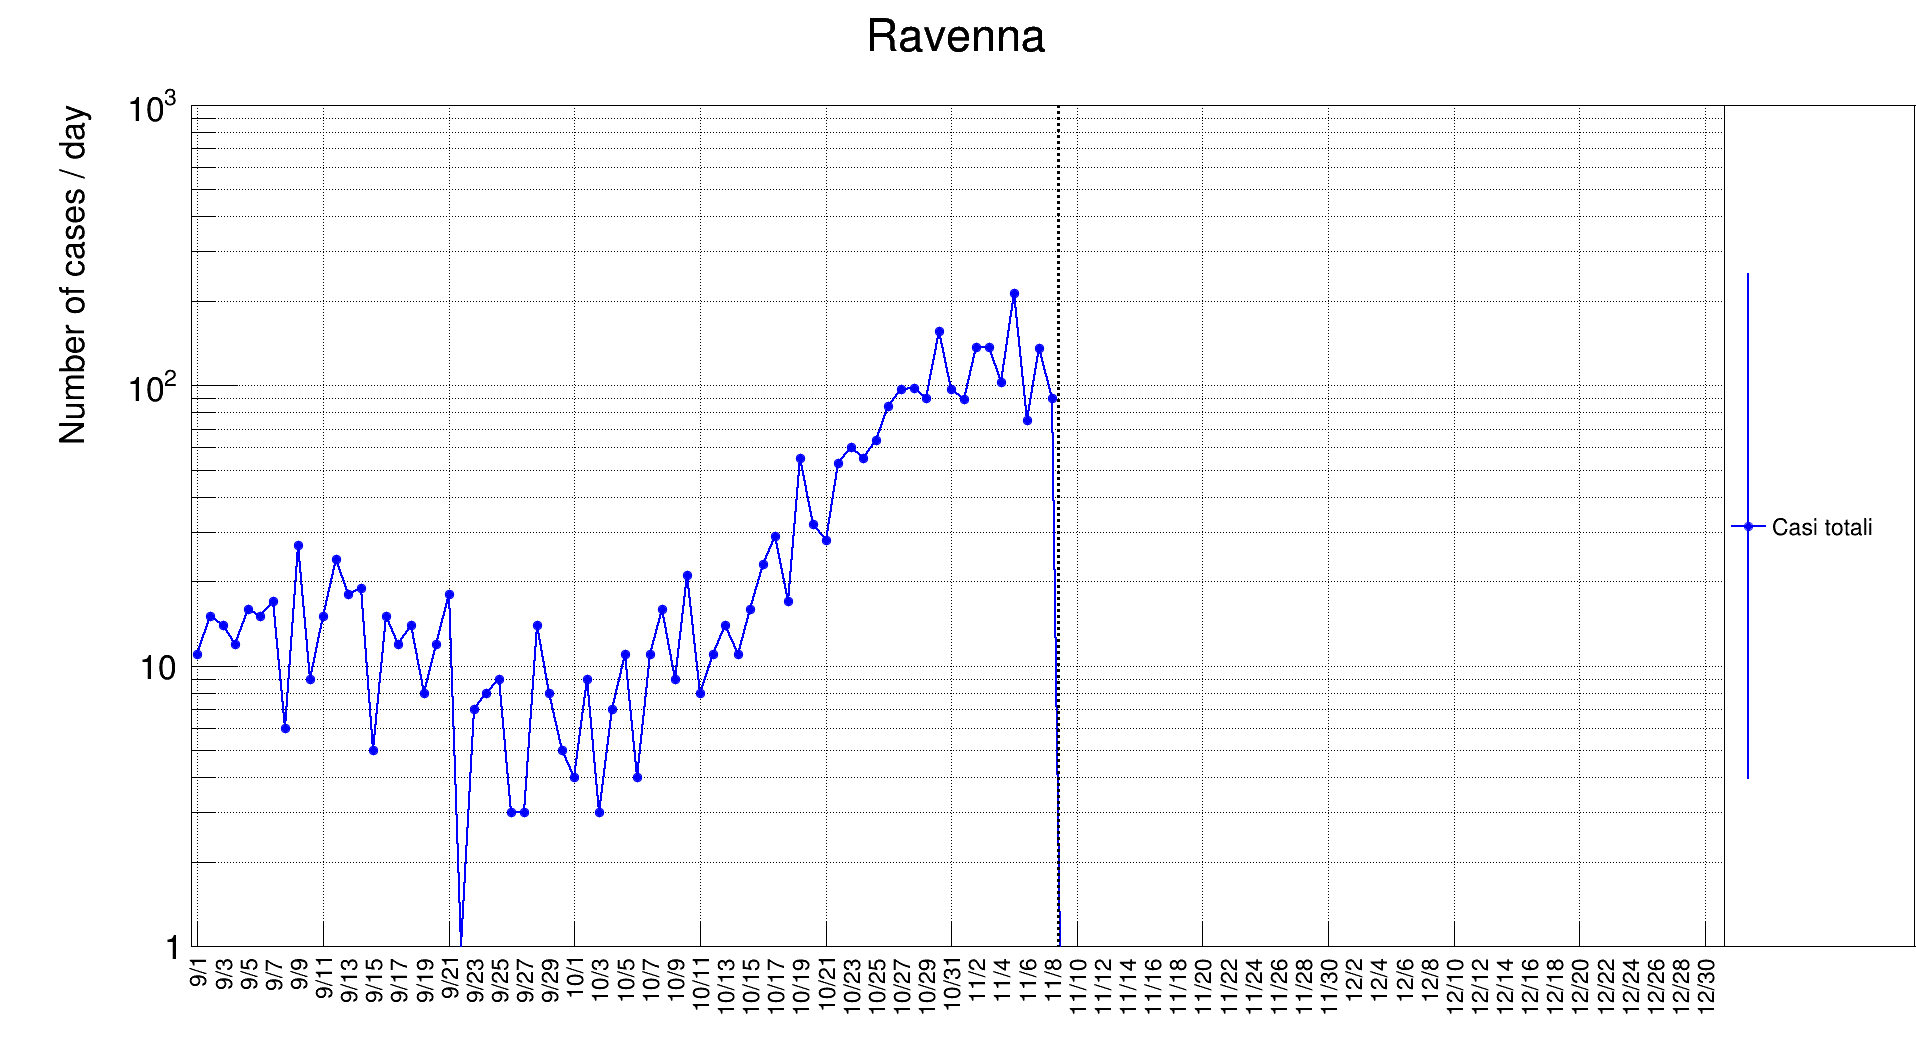 Ravenna
Number of cases / day
10³
10²
10
1
9/1 9/3 9/5 9/7 9/9 9/11 9/13 9/15 9/17 9/19 9/21 9/23 9/25 9/27 9/29 10/1 10/3 10/5 10/7 10/9 10/11 10/13 10/15 10/17 10/19 10/21 10/23 10/25 10/27 10/29 10/31 11/2 11/4 11/6 11/8 11/10 11/12 11/14 11/16 11/18 11/20 11/22 11/24 11/26 11/28 11/30 12/2 12/4 12/6 12/8 12/10 12/12 12/14 12/16 12/18 12/20 12/22 12/24 12/26 12/28 12/30
Casi totali